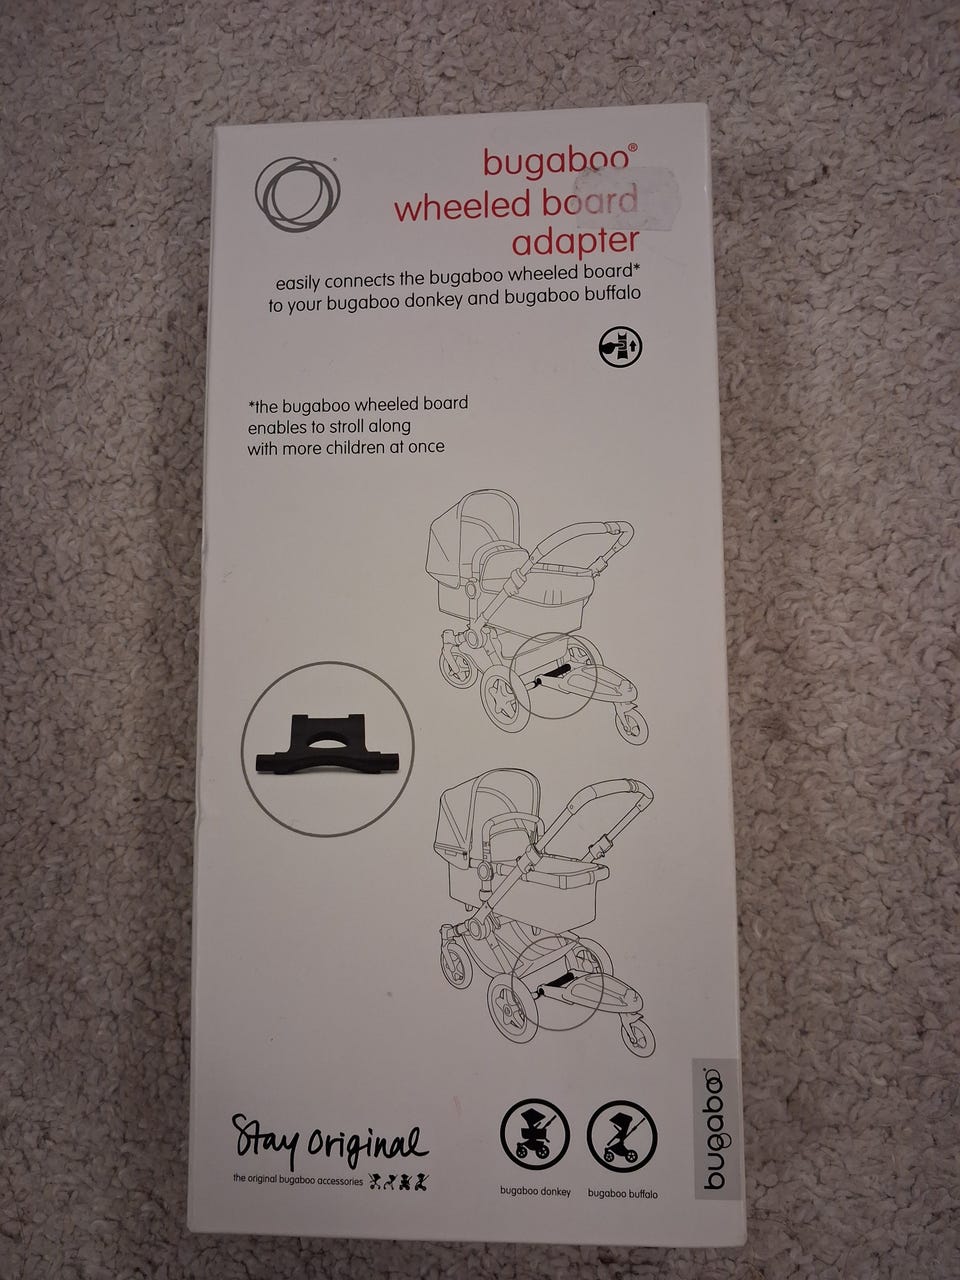 bugaboo®
wheeled board
adapter
easily connects the bugaboo wheeled board*
to your bugaboo donkey and bugaboo buffalo
*the bugaboo wheeled board
enables to stroll along
with more children at once
Stay original
the original bugaboo accessories
bugaboo donkey
bugaboo buffalo
bugaboo